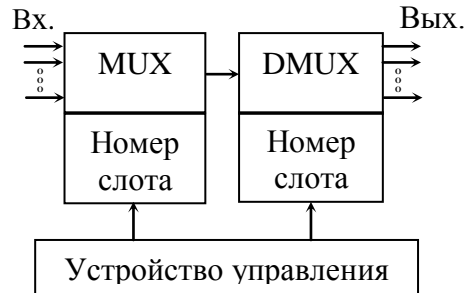 Вх.
Вых.
MUX
DMUX
Номер
слота
Номер
слота
Устройство управления